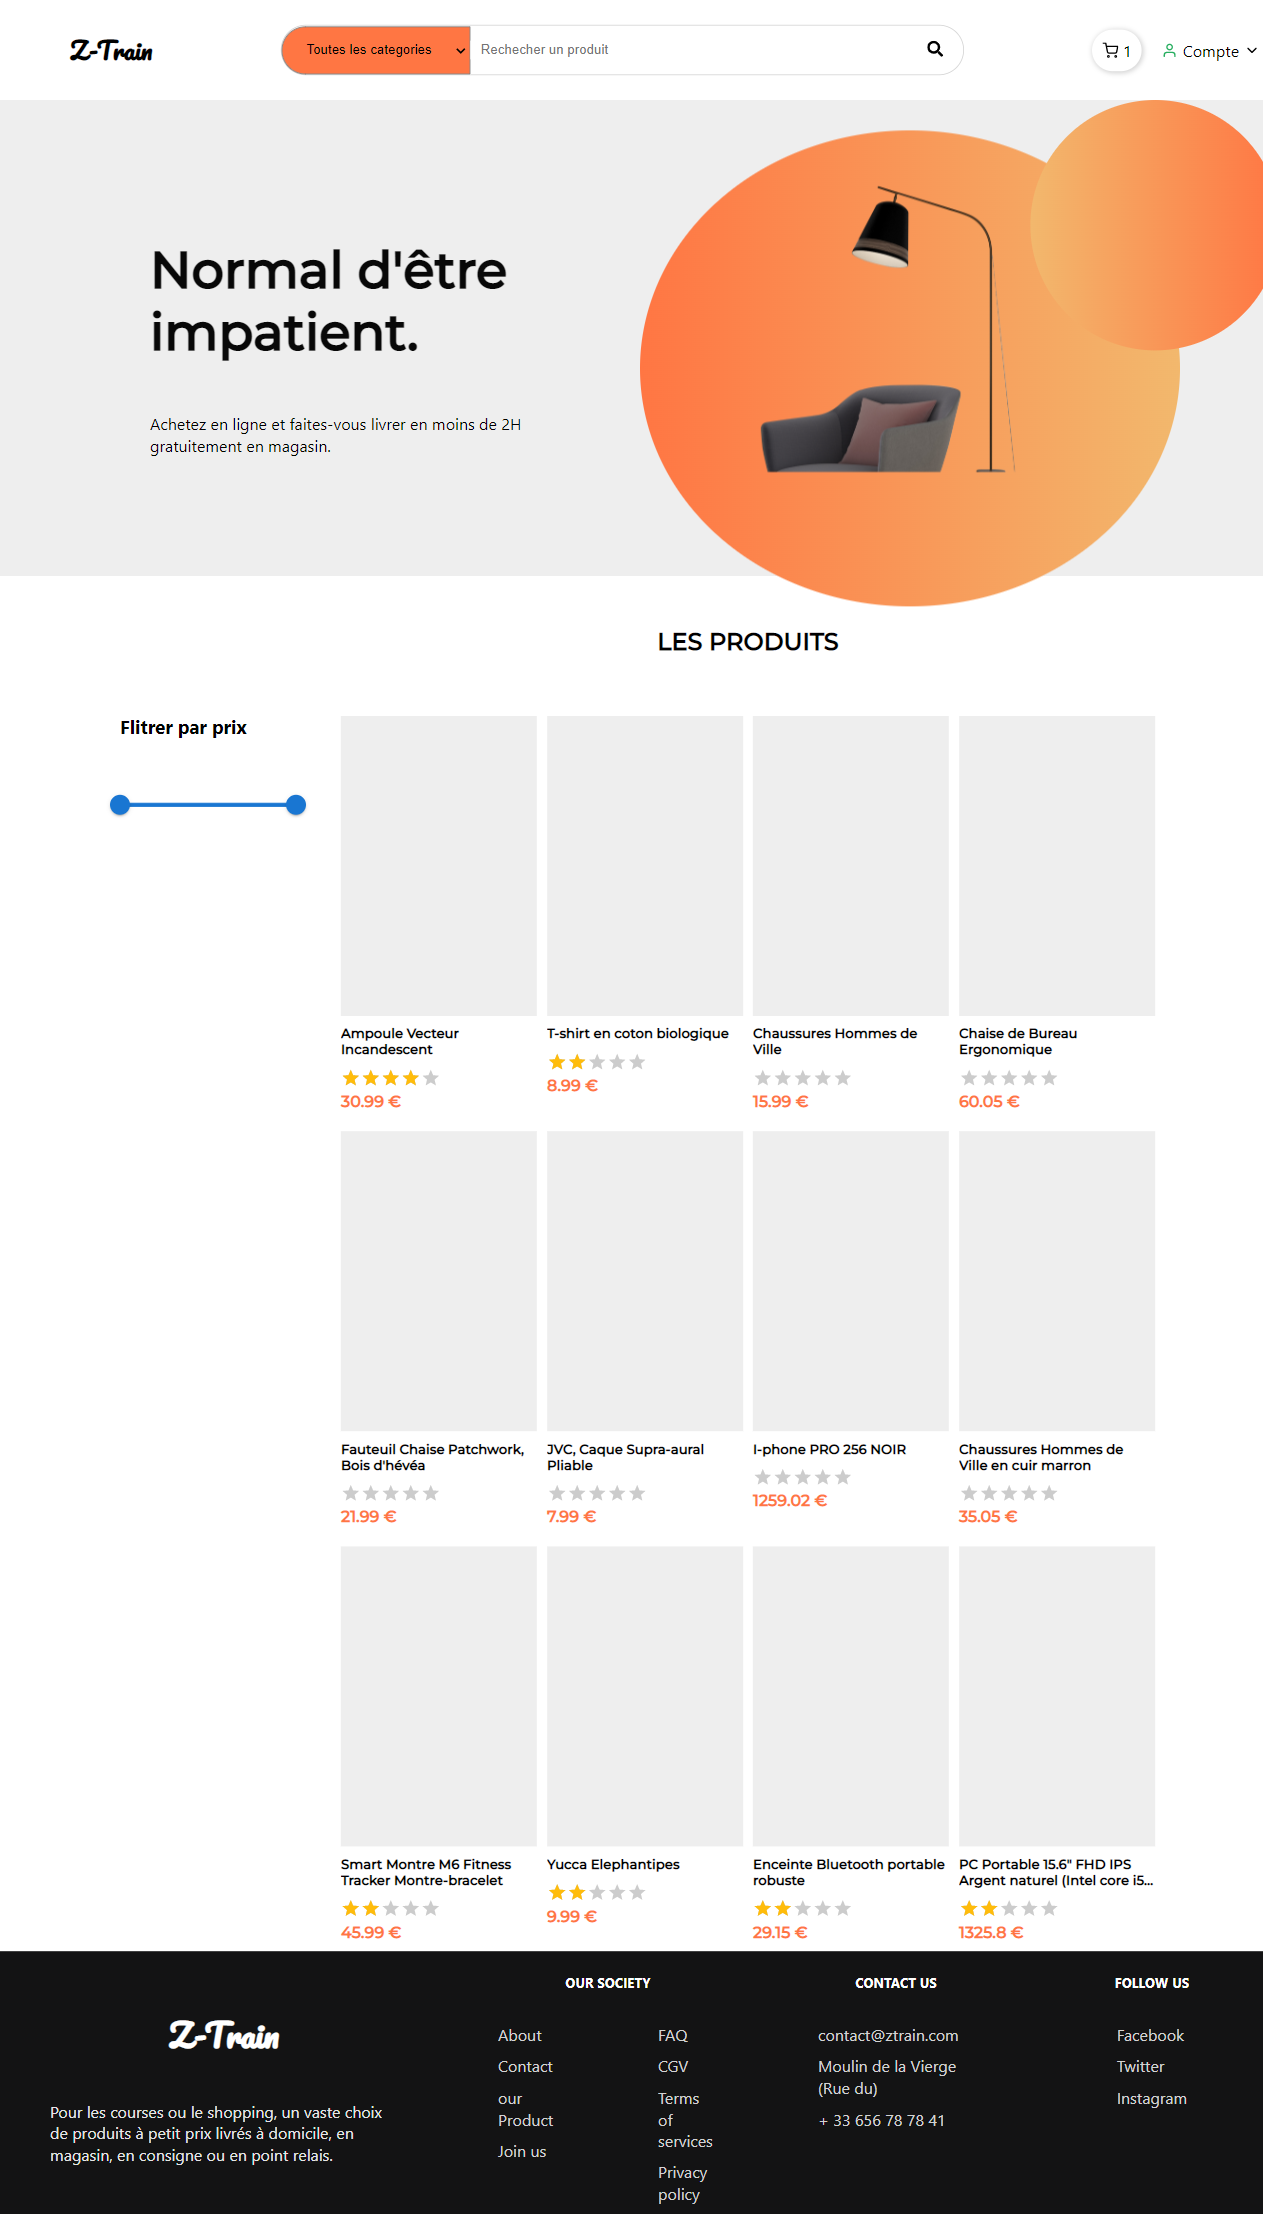 Z-Train
Toutes les categories
Rechecher un produit
1
Compte
Normal d'être
impatient.
Achetez en ligne et faites-vous livrer en moins de 2H
gratuitement en magasin.
LES PRODUITS
Flitrer par prix
Ampoule Vecteur
Incandescent
30.99 €
T-shirt en coton biologique
8.99 €
Chaussures Hommes de
Ville
15.99 €
Chaise de Bureau
Ergonomique
60.05 €
Fauteuil Chaise Patchwork,
Bois d'hévéa
21.99 €
JVC, Caque Supra-aural
Pliable
7.99 €
I-phone PRO 256 NOIR
1259.02 €
Chaussures Hommes de
Ville en cuir marron
35.05 €
Smart Montre M6 Fitness
Tracker Montre-bracelet
45.99 €
Yucca Elephantipes
9.99 €
Enceinte Bluetooth portable
robuste
29.15 €
PC Portable 15.6" FHD IPS
Argent naturel (Intel core i5...
1325.8 €
Z-Train
Pour les courses ou le shopping, un vaste choix
de produits à petit prix livrés à domicile, en
magasin, en consigne ou en point relais.
OUR SOCIETY
About
Contact
our
Product
Join us
FAQ
CGV
Terms
of
services
Privacy
policy
CONTACT US
contact@ztrain.com
Moulin de la Vierge
(Rue du)
+ 33 656 78 78 41
FOLLOW US
Facebook
Twitter
Instagram